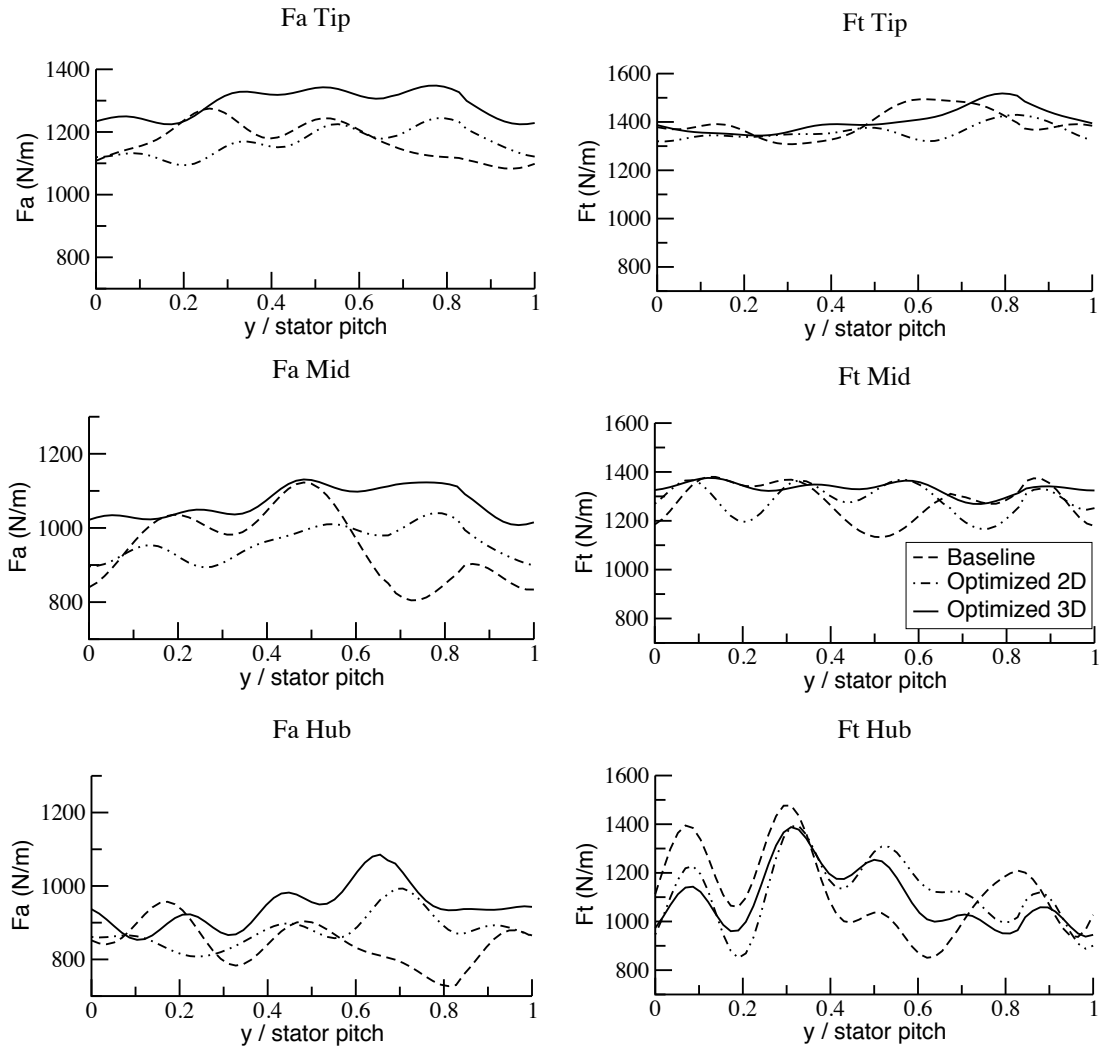 Fa Tip
1400
1200
1000
800
Fa (N/m)
0 0.2 0.4 0.6 0.8 1
y / stator pitch
Ft Tip
1600
1400
1200
1000
800
Ft (N/m)
0 0.2 0.4 0.6 0.8 1
y / stator pitch
Fa Mid
1200
1000
800
Fa (N/m)
0 0.2 0.4 0.6 0.8 1
y / stator pitch
Ft Mid
1600
1400
1200
1000
800
Ft (N/m)
Baseline
Optimized 2D
Optimized 3D
0 0.2 0.4 0.6 0.8 1
y / stator pitch
Fa Hub
1200
1000
800
Fa (N/m)
0 0.2 0.4 0.6 0.8 1
y / stator pitch
Ft Hub
1600
1400
1200
1000
800
Ft (N/m)
0 0.2 0.4 0.6 0.8 1
y / stator pitch